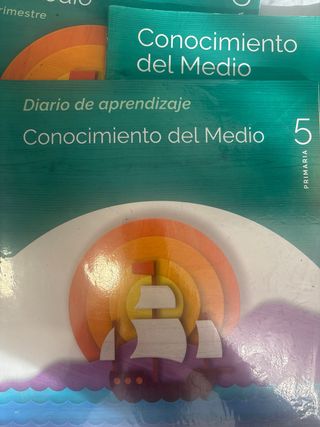 rimestre
Conocimiento
del Medio
Diario de aprendizaje
Conocimiento del Medio
5
PRIMARIA